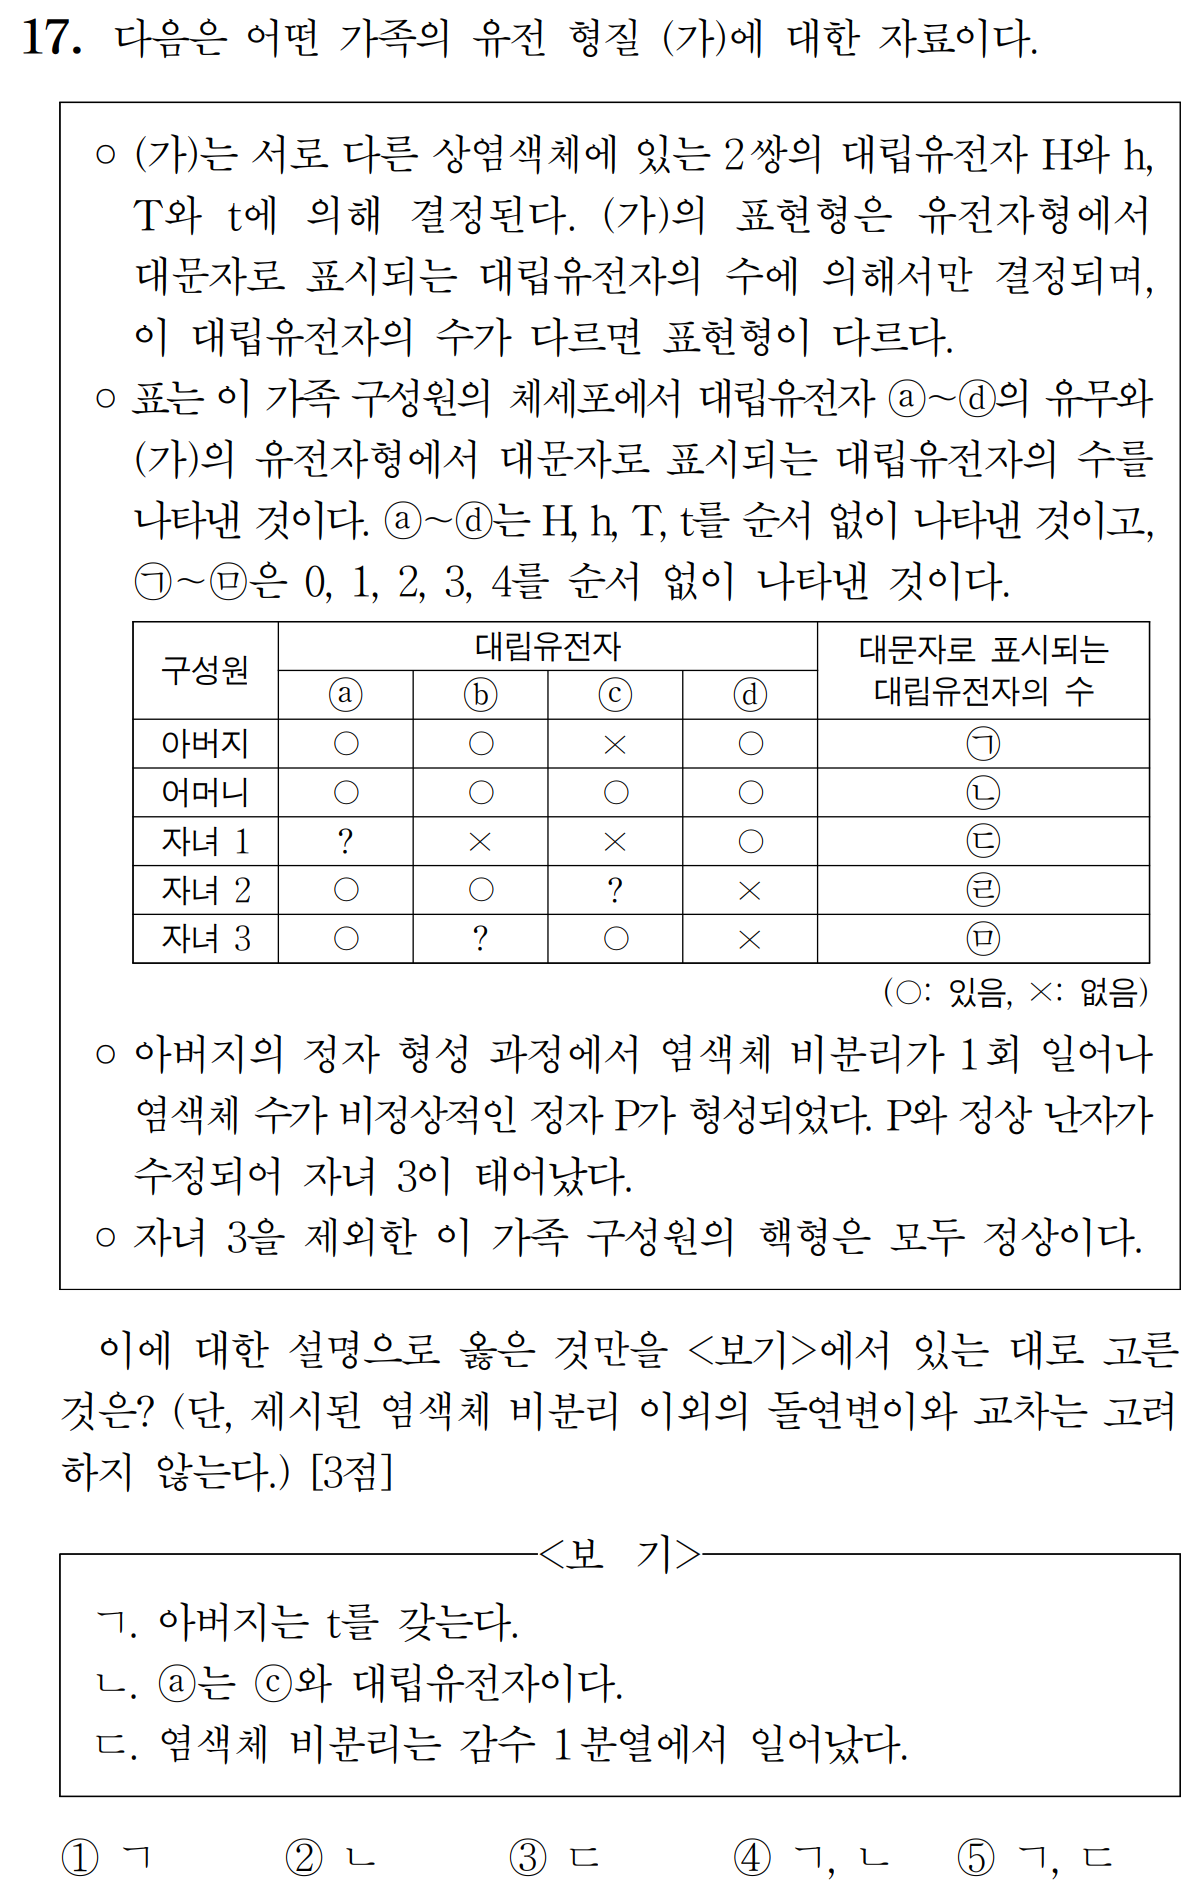 17. 다음은 어떤 가족의 유전 형질 (가)에 대한 자료이다.
○ (가)는 서로 다른 상염색체에 있는 2쌍의 대립유전자 H와 h,
T와 t에 의해 결정된다. (가)의 표현형은 유전자형에서
대문자로 표시되는 대립유전자의 수에 의해서만 결정되며,
이 대립유전자의 수가 다르면 표현형이 다르다.
○ 표는 이 가족 구성원의 체세포에서 대립유전자 ⓐ~ⓓ의 유무와
(가)의 유전자형에서 대문자로 표시되는 대립유전자의 수를
나타낸 것이다. ⓐ~ⓓ는 H, h, T, t를 순서 없이 나타낸 것이고,
㉠~㉤은 0, 1, 2, 3, 4를 순서 없이 나타낸 것이다.
구성원 대립유전자 대문자로 표시되는 대립유전자의 수
ⓐ ⓑ ⓒ ⓓ
아버지 ○ ○ × ○ ㉠
어머니 ○ ○ ○ ○ ㉡
자녀 1 ? × × ○ ㉢
자녀 2 ○ ○ ? × ㉣
자녀 3 ○ ? ○ × ㉤
(○: 있음, ×: 없음)
○ 아버지의 정자 형성 과정에서 염색체 비분리가 1회 일어나
염색체 수가 비정상적인 정자 P가 형성되었다. P와 정상 난자가
수정되어 자녀 3이 태어났다.
○ 자녀 3을 제외한 이 가족 구성원의 핵형은 모두 정상이다.
이에 대한 설명으로 옳은 것만을 <보기>에서 있는 대로 고른
것은? (단, 제시된 염색체 비분리 이외의 돌연변이와 교차는 고려
하지 않는다.) [3점]
<보 기>
ㄱ. 아버지는 t를 갖는다.
ㄴ. ⓐ는 ⓒ와 대립유전자이다.
ㄷ. 염색체 비분리는 감수 1분열에서 일어났다.
① ㄱ ② ㄴ ③ ㄷ ④ ㄱ, ㄴ ⑤ ㄱ, ㄷ